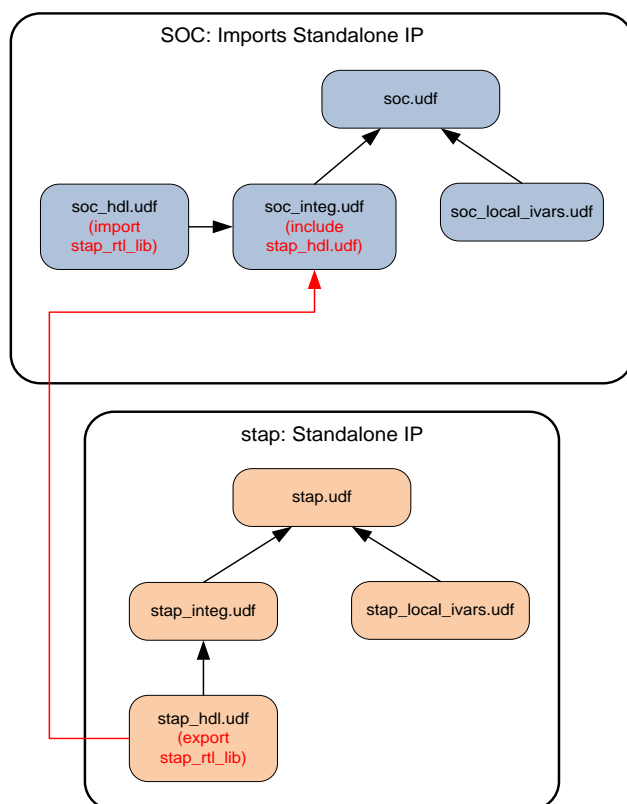 SOC: Imports Standalone IP
soc.udf
soc_hdl.udf
(import
stap_rtl_lib)
soc_integ.udf
(include
stap_hdl.udf)
soc_local_ivars.udf
stap: Standalone IP
stap.udf
stap_integ.udf
stap_local_ivars.udf
stap_hdl.udf
(export
stap_rtl_lib)